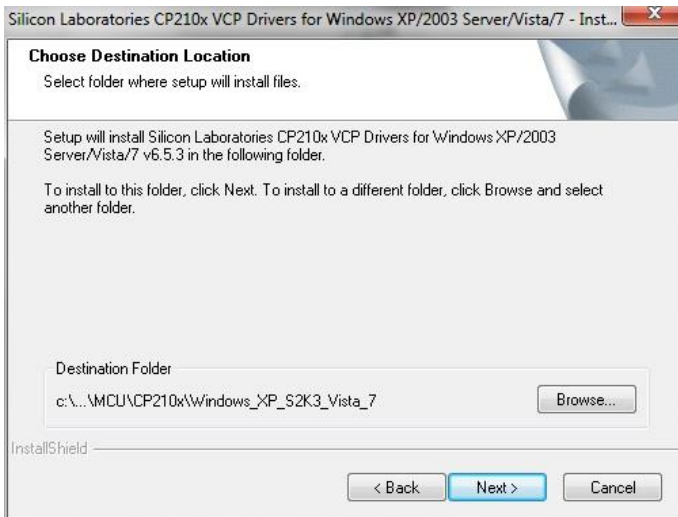 Silicon Laboratories CP210x VCP Drivers for Windows XP/2003 Server/Vista/7 - Inst...
Choose Destination Location
Select folder where setup will install files.
Setup will install Silicon Laboratories CP210x VCP Drivers for Windows XP/2003
Server/Vista/7 v6.5.3 in the following folder.
To install to this folder, click Next. To install to a different folder, click Browse and select
another folder.
Destination Folder
c:\...\MCU\CP210x\Windows_XP_S2K3_Vista_7
Browse...
InstallShield
< Back
Next >
Cancel